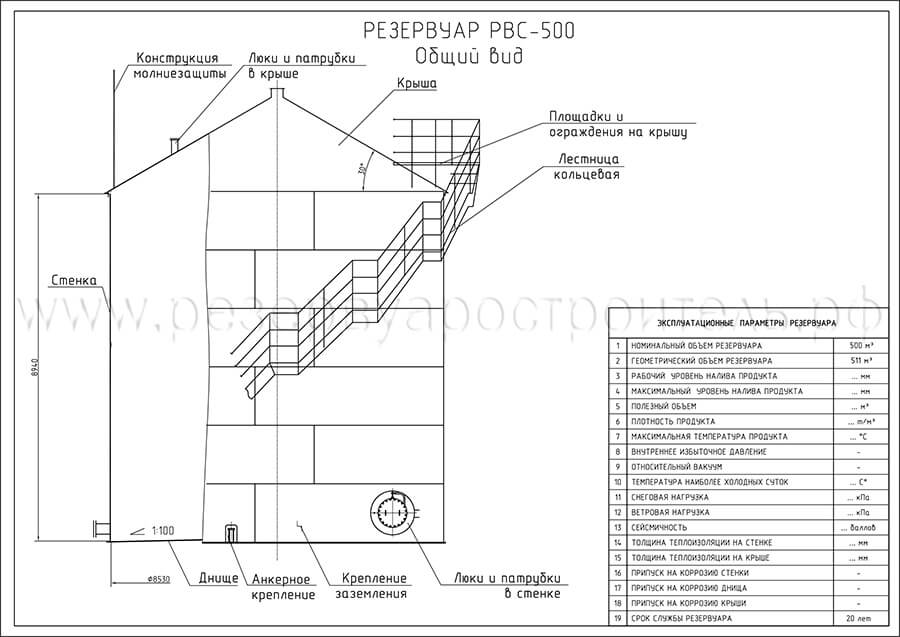 РЕЗЕРВУАР РВС-500
Общий вид
Конструкция
молниезащиты
Люки и патрубки
в крыше
Крыша
Площадки и
ограждения на крышу
Лестница
кольцевая
30°
Стенка
www.резервуаростроитель.рф
8940
1:100
Ø8530
Днище
Анкерное
крепление
Крепление
заземления
Люки и патрубки
в стенке
ЭКСПЛУАТАЦИОННЫЕ ПАРАМЕТРЫ РЕЗЕРВУАРА
1 НОМИНАЛЬНЫЙ ОБЪЕМ РЕЗЕРВУАРА 500 м³
2 ГЕОМЕТРИЧЕСКИЙ ОБЪЕМ РЕЗЕРВУАРА 511 м³
3 РАБОЧИЙ УРОВЕНЬ НАЛИВА ПРОДУКТА ... мм
4 МАКСИМАЛЬНЫЙ УРОВЕНЬ НАЛИВА ПРОДУКТА ... мм
5 ПОЛЕЗНЫЙ ОБЪЕМ ... м³
6 ПЛОТНОСТЬ ПРОДУКТА ... т/м³
7 МАКСИМАЛЬНАЯ ТЕМПЕРАТУРА ПРОДУКТА ... °С
8 ВНУТРЕННЕЕ ИЗБЫТОЧНОЕ ДАВЛЕНИЕ -
9 ОТНОСИТЕЛЬНЫЙ ВАКУУМ -
10 ТЕМПЕРАТУРА НАИБОЛЕЕ ХОЛОДНЫХ СУТОК ... С°
11 СНЕГОВАЯ НАГРУЗКА ... кПа
12 ВЕТРОВАЯ НАГРУЗКА ... кПа
13 СЕЙСМИЧНОСТЬ ... баллов
14 ТОЛЩИНА ТЕПЛОИЗОЛЯЦИИ НА СТЕНКЕ ... мм
15 ТОЛЩИНА ТЕПЛОИЗОЛЯЦИИ НА КРЫШЕ ... мм
16 ПРИПУСК НА КОРРОЗИЮ СТЕНКИ -
17 ПРИПУСК НА КОРРОЗИЮ ДНИЩА -
18 ПРИПУСК НА КОРРОЗИЮ КРЫШИ -
19 СРОК СЛУЖБЫ РЕЗЕРВУАРА 20 лет